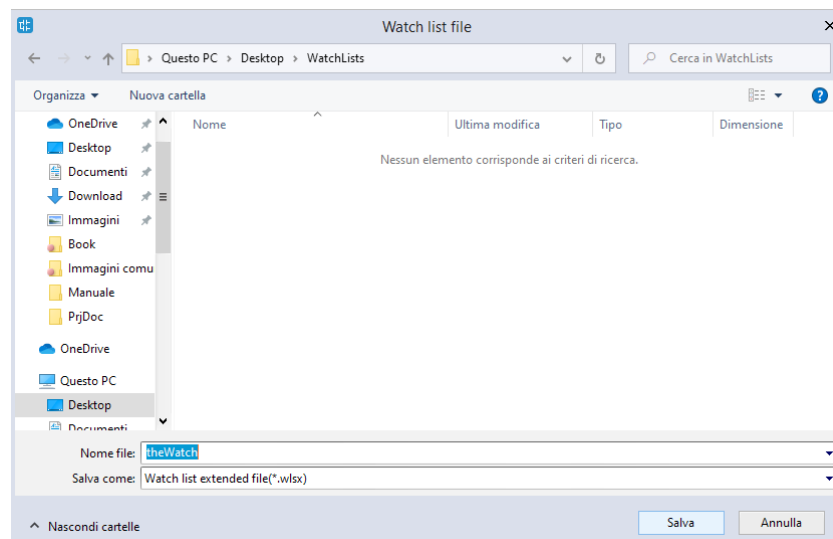 Watch list file
Questo PC > Desktop > WatchLists
Cerca in WatchLists
Organizza
Nuova cartella
Nome
Ultima modifica
Tipo
Dimensione
Nessun elemento corrisponde ai criteri di ricerca.
OneDrive
Desktop
Documenti
Download
Immagini
Book
Immagini comu
Manuale
PrjDoc
OneDrive
Questo PC
Desktop
Documenti
Nome file: theWatch
Salva come: Watch list extended file(*.wlsx)
Nascondi cartelle
Salva
Annulla